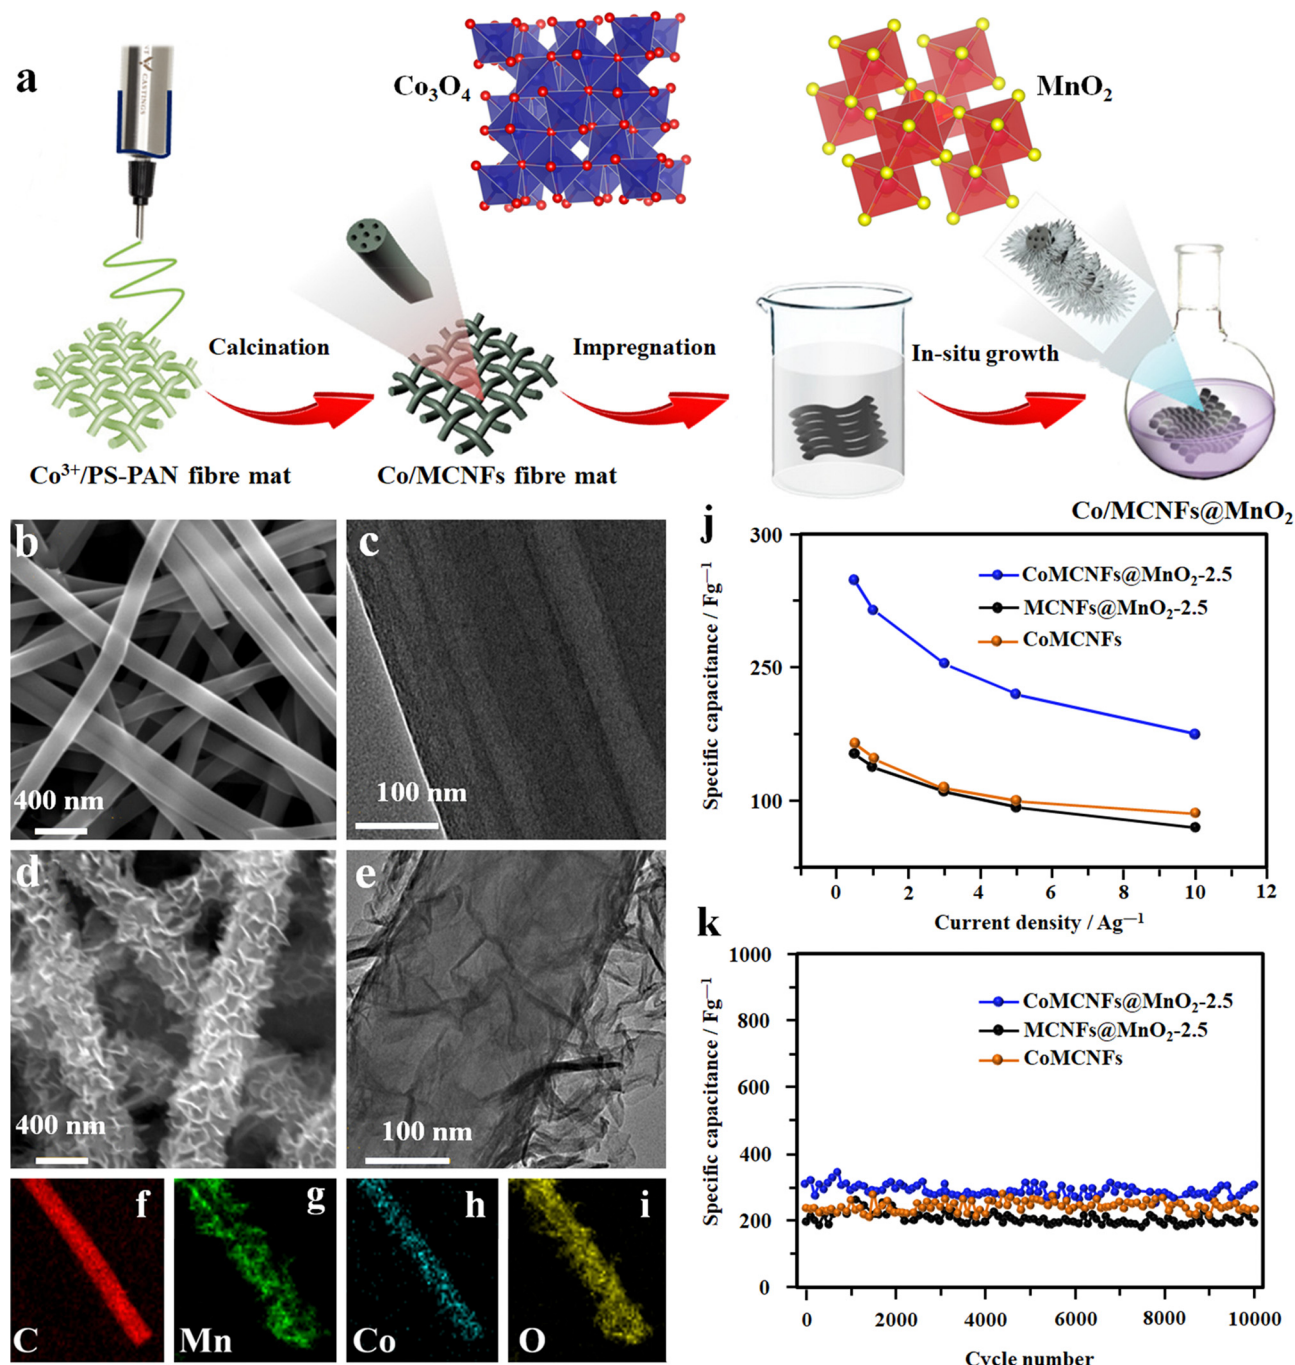 a
CASTINGS
Co₃O₄
MnO₂
Calcination
Impregnation
In-situ growth
Co³⁺/PS-PAN fibre mat
Co/MCNFs fibre mat
Co/MCNFs@MnO₂
b
400 nm
c
100 nm
d
400 nm
e
100 nm
f
C
g
Mn
h
Co
i
O
j
Specific capacitance / Fg⁻¹
300
250
100
CoMCNFs@MnO₂-2.5
MCNFs@MnO₂-2.5
CoMCNFs
0 2 4 6 8 10 12
Current density / Ag⁻¹
k
Specific capacitance / Fg⁻¹
1000
800
600
400
200
0
CoMCNFs@MnO₂-2.5
MCNFs@MnO₂-2.5
CoMCNFs
0 2000 4000 6000 8000 10000
Cycle number